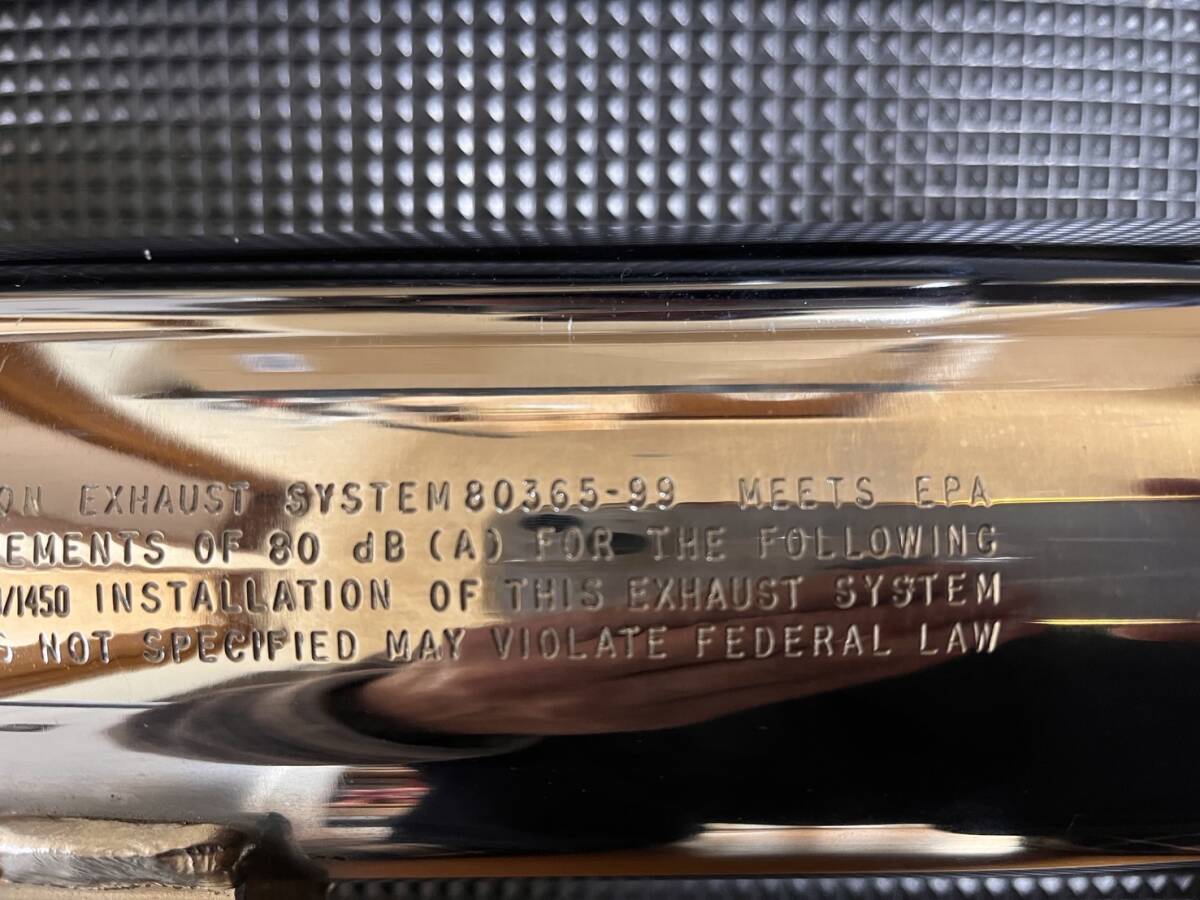 ON EXHAUST SYSTEM 80365-99 MEETS EPA
EMENTS OF 80 dB (A) FOR THE FOLLOWING
/1450 INSTALLATION OF THIS EXHAUST SYSTEM
NOT SPECIFIED MAY VIOLATE FEDERAL LAW